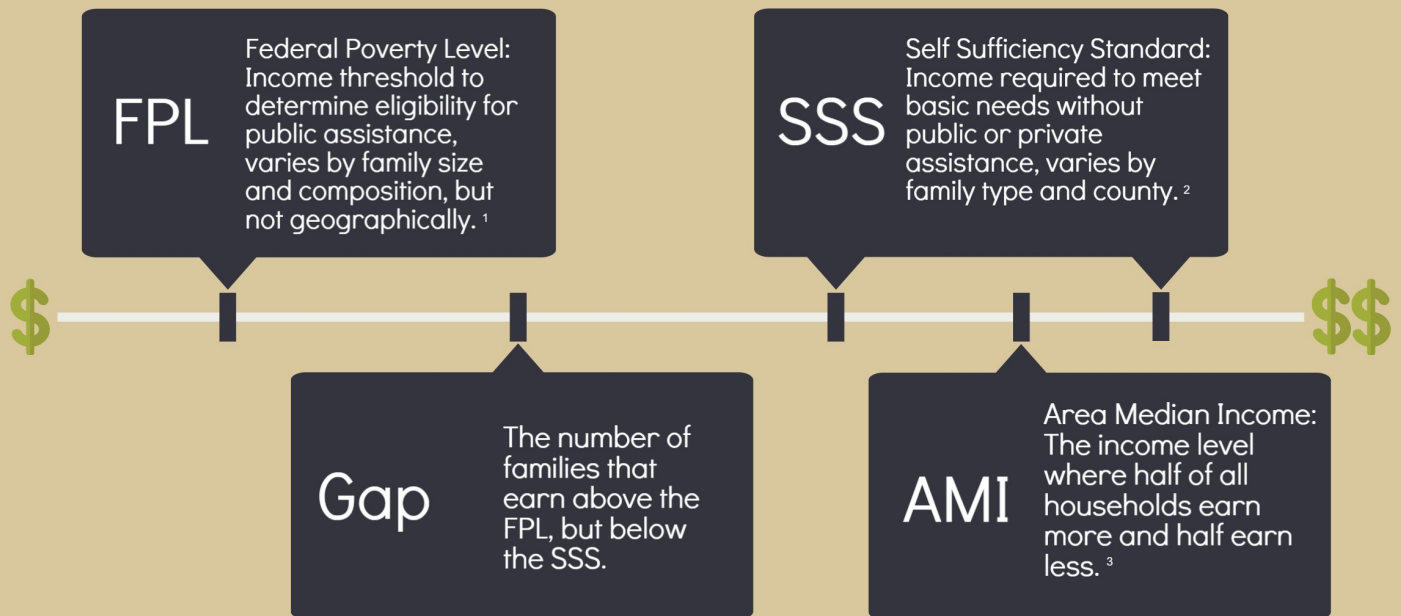 FPL
Federal Poverty Level:
Income threshold to
determine eligibility for
public assistance,
varies by family size
and composition, but
not geographically. 1
SSS
Self Sufficiency Standard:
Income required to meet
basic needs without
public or private
assistance, varies by
family type and county. 2
$
$$
Gap
The number of
families that
earn above the
FPL, but below
the SSS.
AMI
Area Median Income:
The income level
where half of all
households earn
more and half earn
less. 3